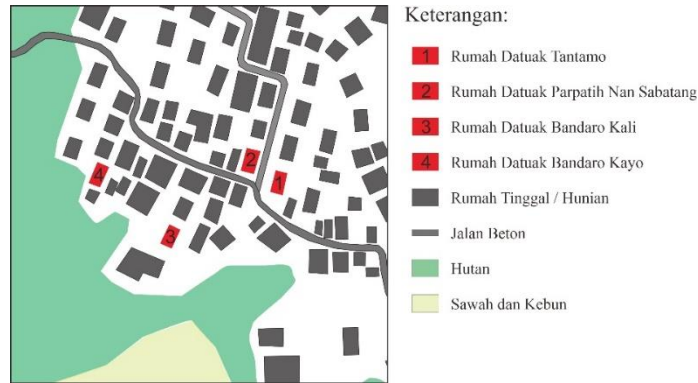 Keterangan:
1 Rumah Datuak Tantamo
2 Rumah Datuak Parpatih Nan Sabatang
3 Rumah Datuak Bandaro Kali
4 Rumah Datuak Bandaro Kayo
Rumah Tinggal / Hunian
Jalan Beton
Hutan
Sawah dan Kebun
2
1
4
3